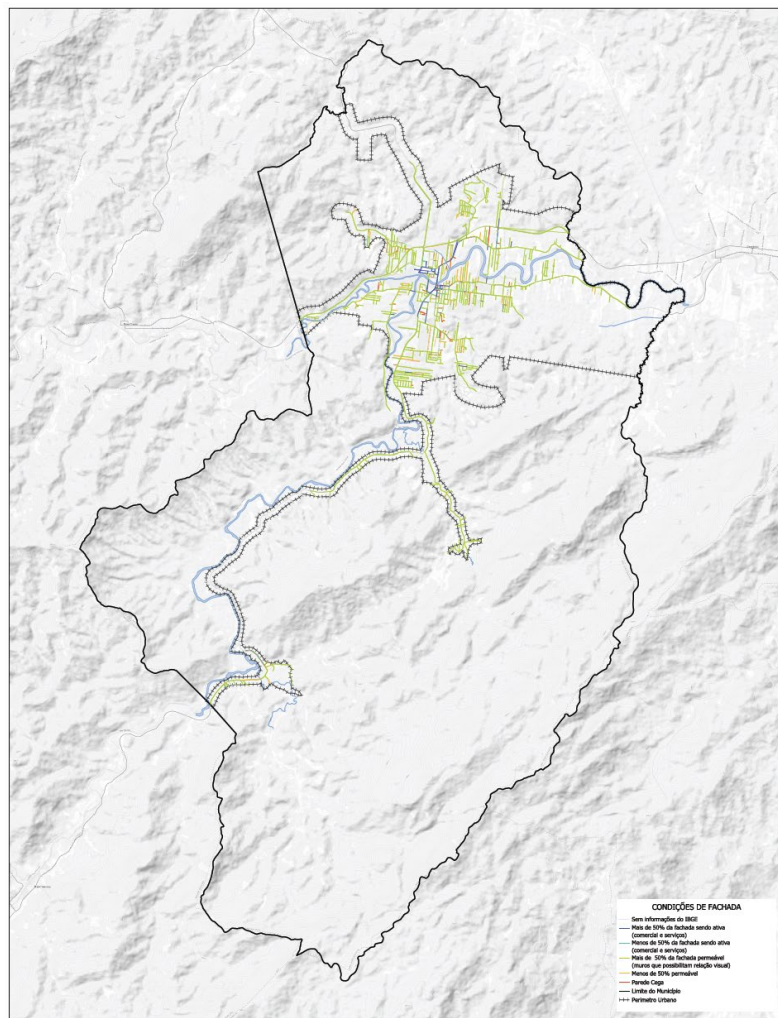 CONDIÇÕES DE FACHADA
Sem informações do IBGE
Mais de 50% da fachada sendo ativa
(comercial e serviços)
Menos de 50% da fachada sendo ativa
(comercial e serviços)
Mais de 50% da fachada permeável
(muros que possibilitam relação visual)
Menos de 50% permeável
Parede Cega
Limite do Município
Perímetro Urbano